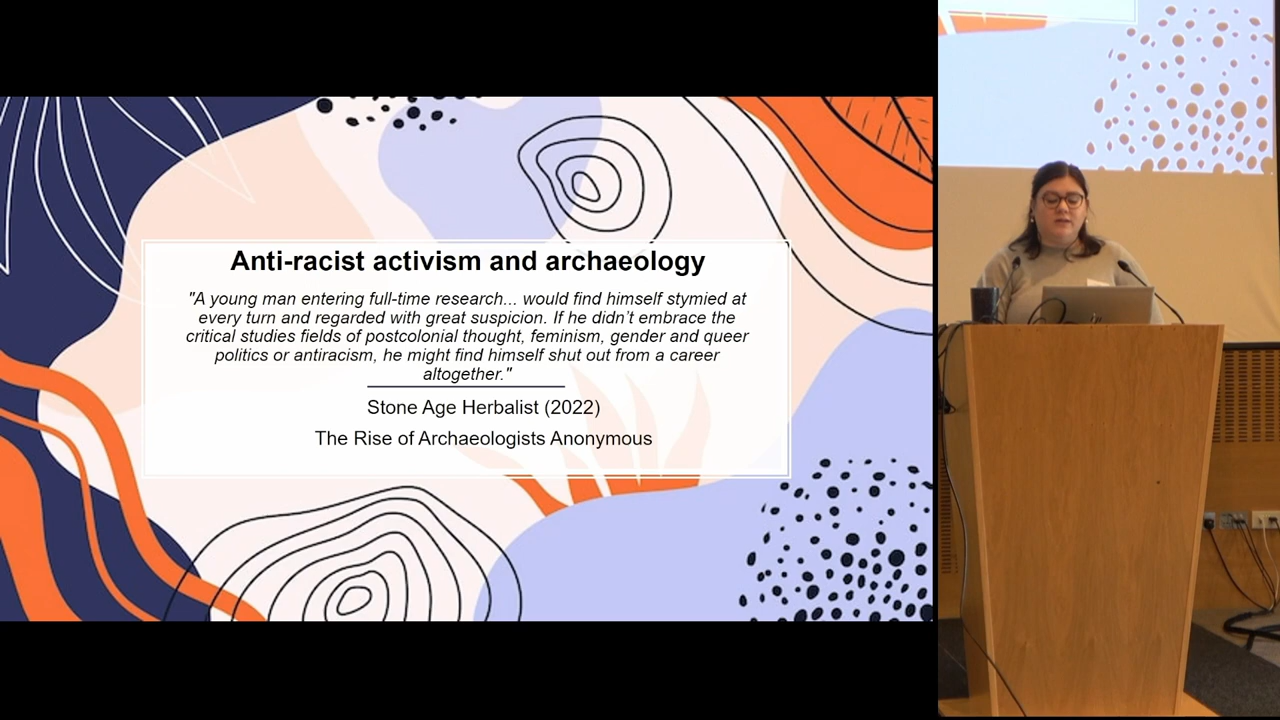 Anti-racist activism and archaeology
"A young man entering full-time research... would find himself stymied at
every turn and regarded with great suspicion. If he didn't embrace the
critical studies fields of postcolonial thought, feminism, gender and queer
politics or antiracism, he might find himself shut out from a career
altogether."
Stone Age Herbalist (2022)
The Rise of Archaeologists Anonymous